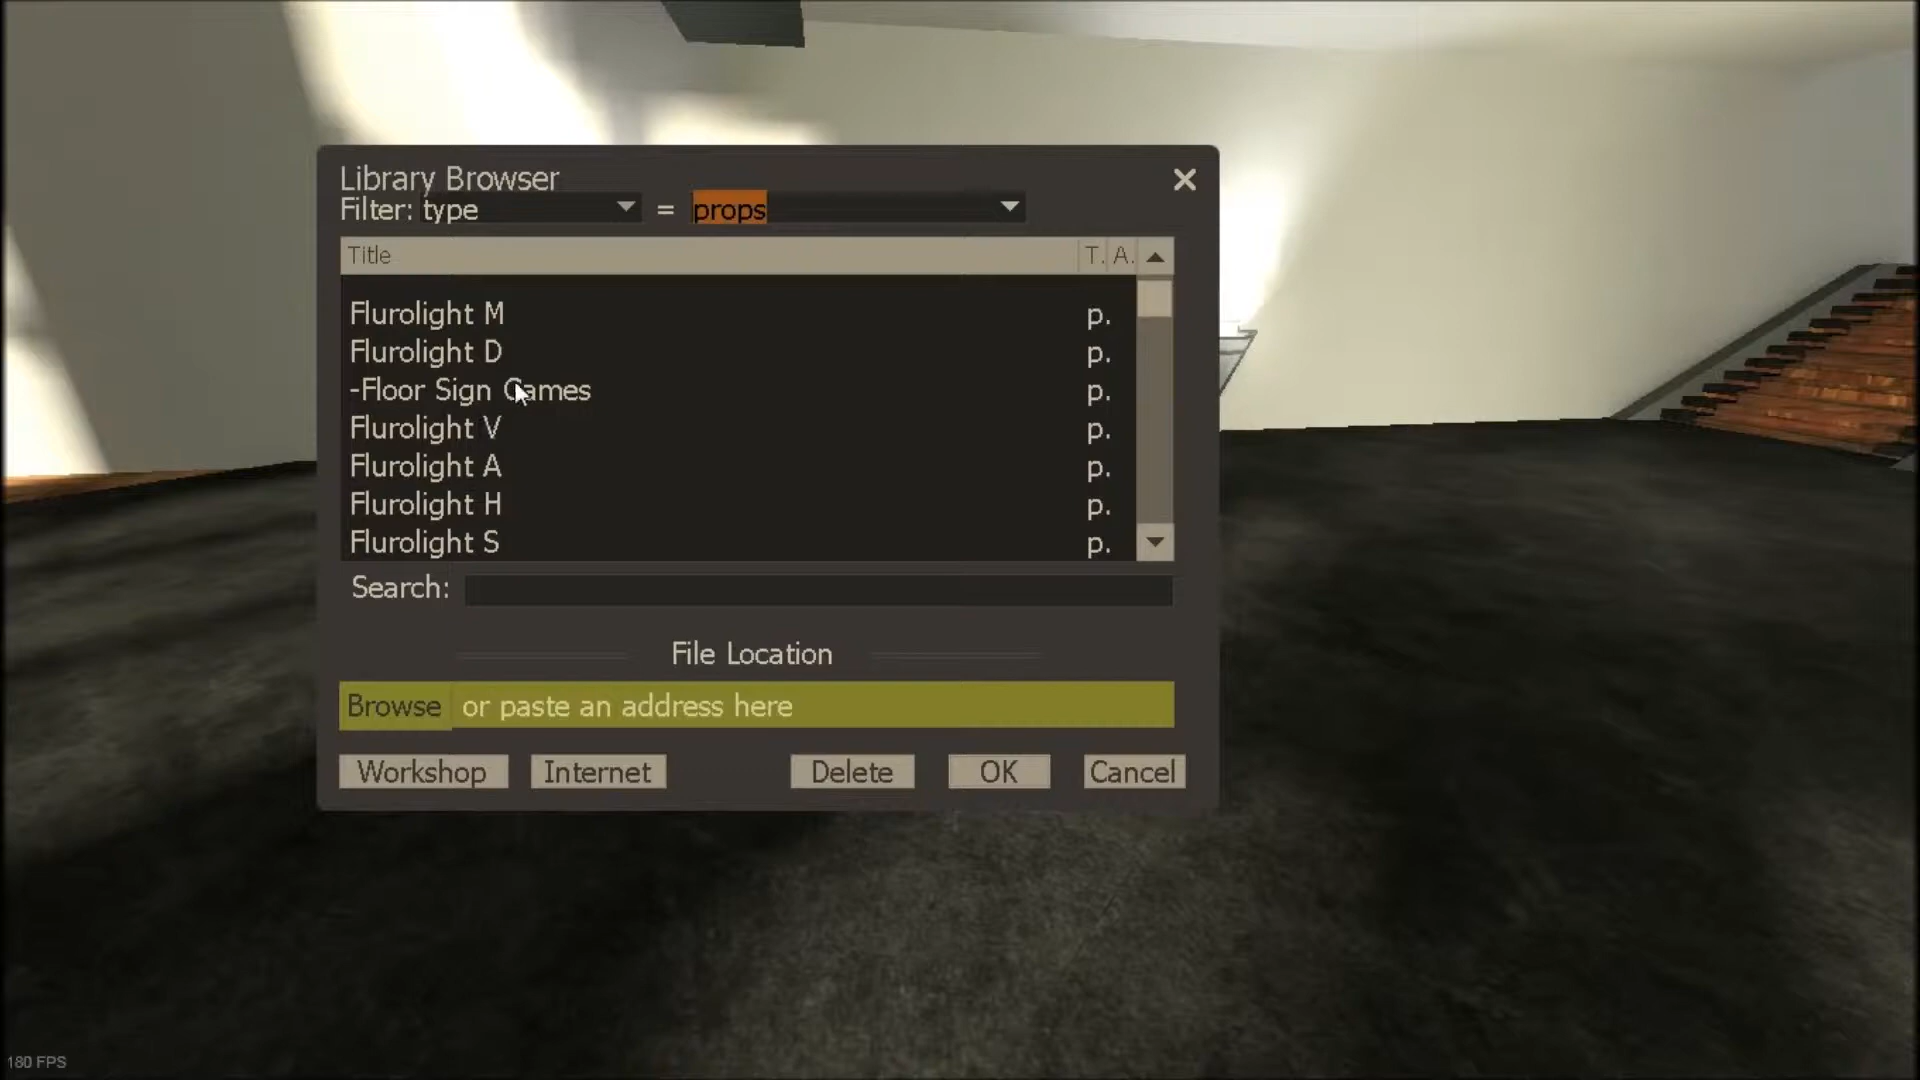 Library Browser
Filter: type = props
Title T. A.
Flurolight M p.
Flurolight D p.
-Floor Sign Games p.
Flurolight V p.
Flurolight A p.
Flurolight H p.
Flurolight S p.
Search:
File Location
Browse or paste an address here
Workshop Internet Delete OK Cancel
180 FPS